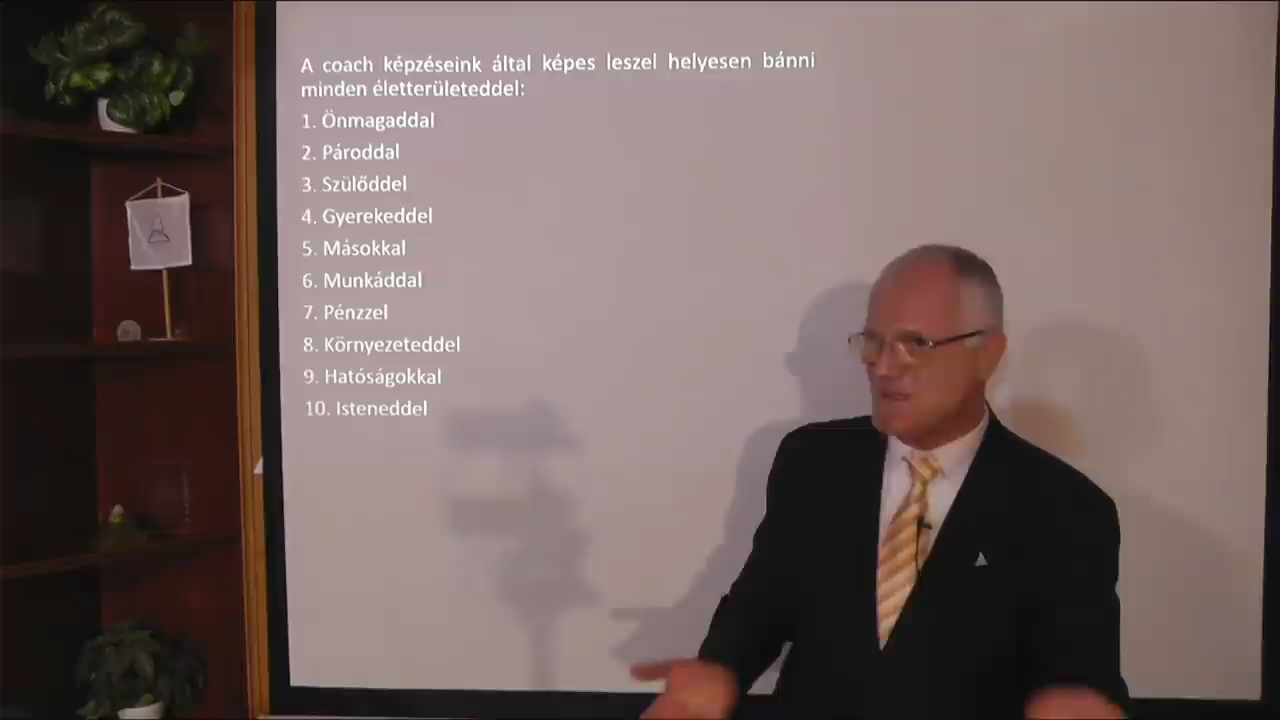 A coach képzéseink által képes leszel helyesen bánni
minden életterületeddel:
1. Önmagaddal
2. Pároddal
3. Szülőddel
4. Gyerekeddel
5. Másokkal
6. Munkáddal
7. Pénzzel
8. Környezeteddel
9. Hatóságokkal
10. Isteneddel